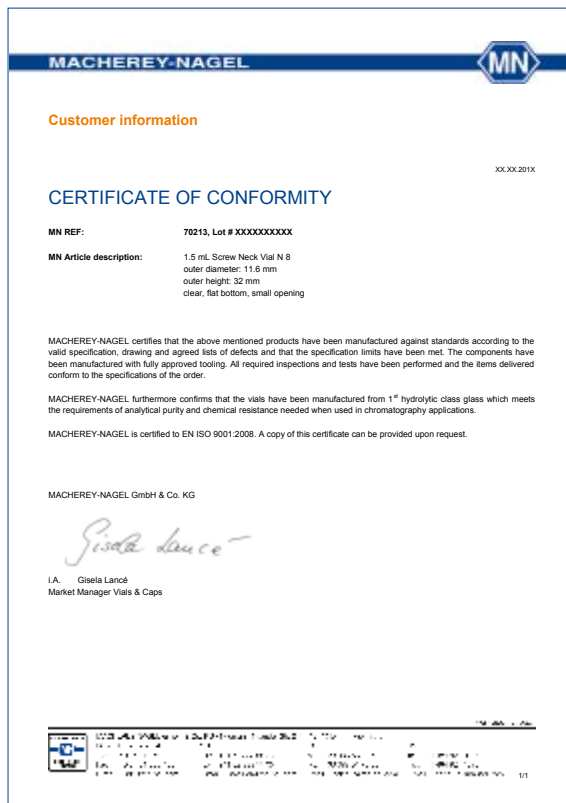 MACHEREY-NAGEL
MN
Customer information
XX.XX.201X
CERTIFICATE OF CONFORMITY
MN REF: 70213, Lot # XXXXXXXXXX
MN Article description: 1.5 mL Screw Neck Vial N 8
outer diameter: 11.6 mm
outer height: 32 mm
clear, flat bottom, small opening
MACHEREY-NAGEL certifies that the above mentioned products have been manufactured against standards according to the
valid specification, drawing and agreed lists of defects and that the specification limits have been met. The components have
been manufactured with fully approved tooling. All required inspections and tests have been performed and the items delivered
conform to the specifications of the order.
MACHEREY-NAGEL furthermore confirms that the vials have been manufactured from 1st hydrolytic class glass which meets
the requirements of analytical purity and chemical resistance needed when used in chromatography applications.
MACHEREY-NAGEL is certified to EN ISO 9001:2008. A copy of this certificate can be provided upon request.
MACHEREY-NAGEL GmbH & Co. KG
Gisela Lancé
i.A. Gisela Lancé
Market Manager Vials & Caps
1/1